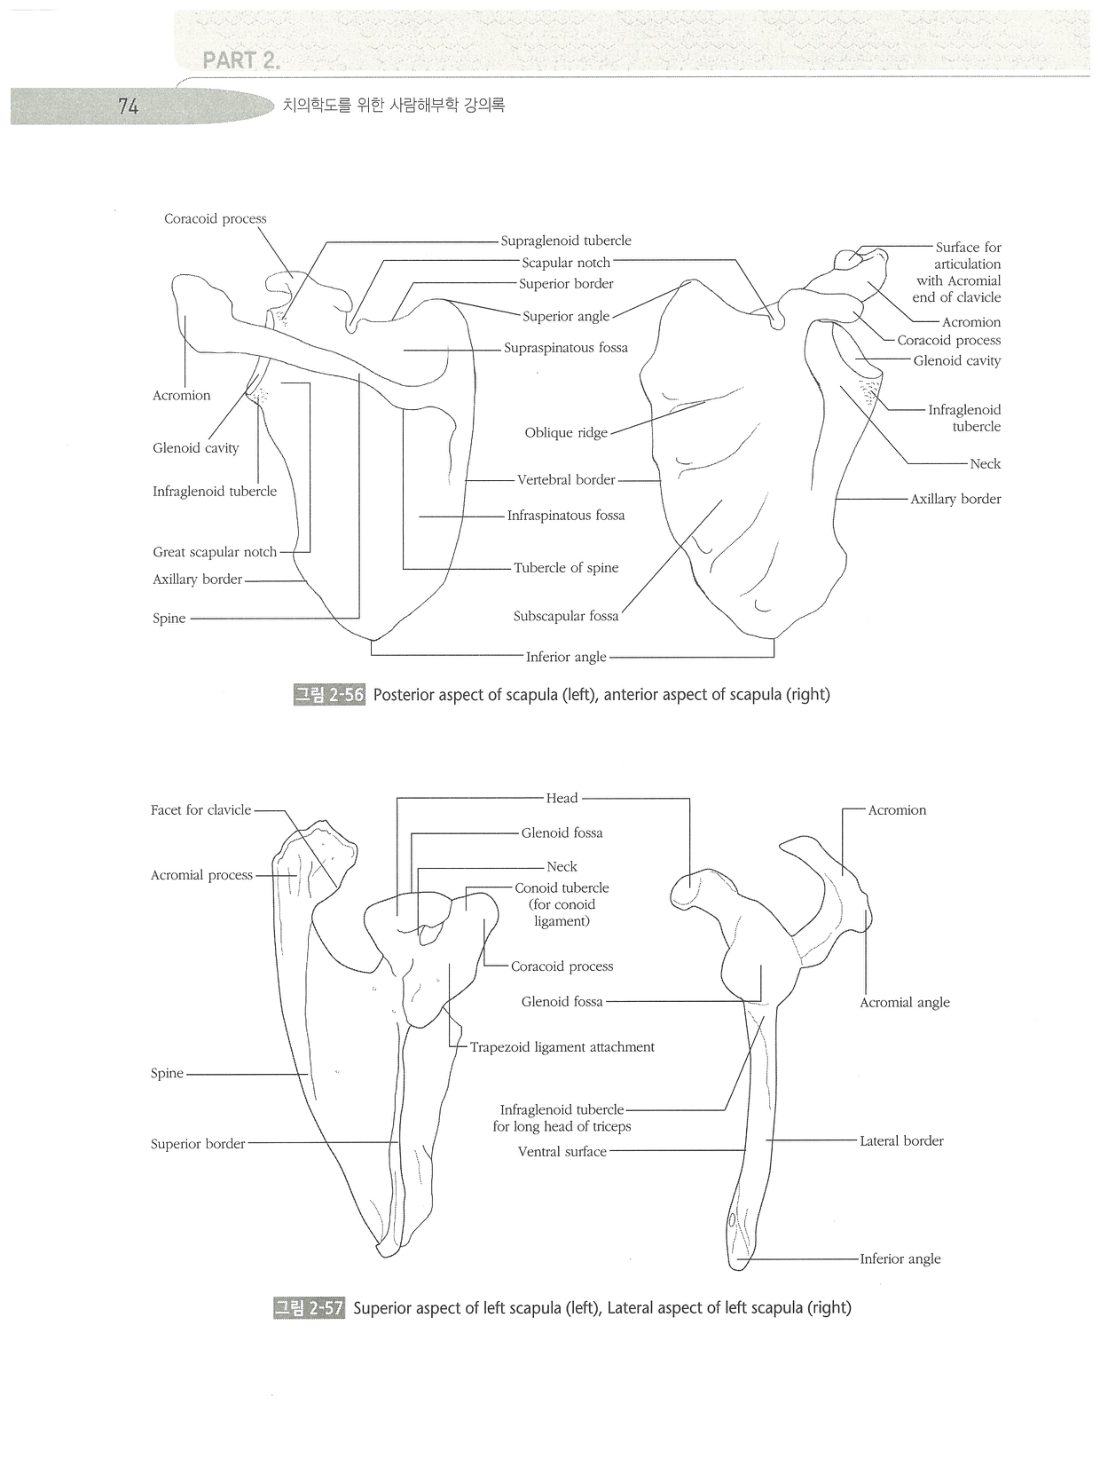 PART 2.
74
치의학도를 위한 사람해부학 강의록
Coracoid process
Supraglenoid tubercle
Scapular notch
Superior border
Superior angle
Supraspinatous fossa
Acromion
Glenoid cavity
Infraglenoid tubercle
Great scapular notch
Axillary border
Spine
Oblique ridge
Vertebral border
Infraspinatous fossa
Tubercle of spine
Subscapular fossa
Inferior angle
Surface for
articulation
with Acromial
end of clavicle
Acromion
Coracoid process
Glenoid cavity
Infraglenoid
tubercle
Neck
Axillary border
그림 2-56 Posterior aspect of scapula (left), anterior aspect of scapula (right)
Facet for clavicle
Acromial process
Spine
Superior border
Head
Glenoid fossa
Neck
Conoid tubercle
(for conoid
ligament)
Coracoid process
Glenoid fossa
Trapezoid ligament attachment
Infraglenoid tubercle
for long head of triceps
Ventral surface
Acromion
Acromial angle
Lateral border
Inferior angle
그림 2-57 Superior aspect of left scapula (left), Lateral aspect of left scapula (right)